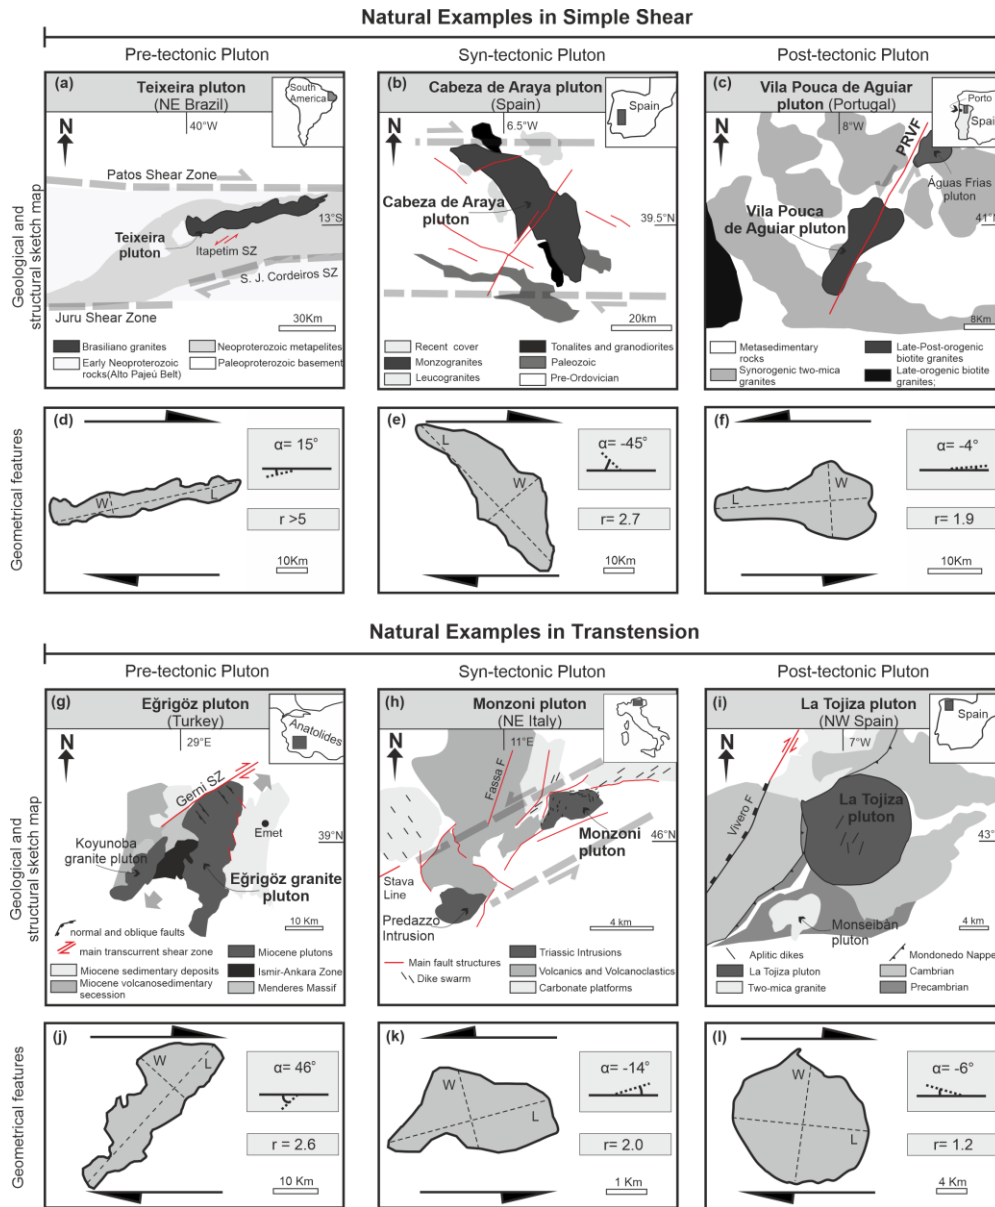 Natural Examples in Simple Shear
Pre-tectonic Pluton
Syn-tectonic Pluton
Post-tectonic Pluton
Geological and
structural sketch map
(a)
Teixeira pluton
(NE Brazil)
South
America
40°W
N
Patos Shear Zone
13°S
Teixeira
pluton
Itapetim SZ
S. J. Cordeiros SZ
Juru Shear Zone
30Km
Brasiliano granites
Neoproterozoic metapelites
Early Neoproterozoic
rocks(Alto Pajeú Belt)
Paleoproterozoic basement
(b)
Cabeza de Araya pluton
(Spain)
Spain
6.5°W
N
Cabeza de Araya
pluton
39.5°N
20km
Recent cover
Tonalites and granodiorites
Monzogranites
Paleozoic
Leucogranites
Pre-Ordovician
(c)
Vila Pouca de Aguiar
pluton (Portugal)
Porto
Spain
8°W
N
PRVF
Águas Frias
pluton
41°N
Vila Pouca
de Aguiar pluton
8Km
Metasedimentary
rocks
Late-Post-orogenic
biotite granites
Synorogenic two-mica
granites
Late-orogenic biotite
granites;
Geometrical features
(d)
α= 15°
W
L
r >5
10Km
(e)
α= -45°
L
W
r= 2.7
10Km
(f)
α= -4°
L
W
r= 1.9
10Km
Natural Examples in Transtension
Pre-tectonic Pluton
Syn-tectonic Pluton
Post-tectonic Pluton
Geological and
structural sketch map
(g)
Eğrigöz pluton
(Turkey)
Anatolides
29°E
N
Gerni SZ
Emet
39°N
Koyunoba
granite pluton
Eğrigöz granite
pluton
10 Km
normal and oblique faults
main transcurrent shear zone
Miocene plutons
Miocene sedimentary deposits
Ismir-Ankara Zone
Miocene volcanosedimentary
secession
Menderes Massif
(h)
Monzoni pluton
(NE Italy)
11°E
N
Fassa F
46°N
Monzoni
pluton
Stava
Line
Predazzo
Intrusion
4 km
Triassic Intrusions
Main fault structures
Volcanics and Volcanoclastics
Dike swarm
Carbonate platforms
(i)
La Tojiza pluton
(NW Spain)
Spain
7°W
N
Vivero F
La Tojiza
pluton
43°N
Monseibán
pluton
4 km
Aplitic dikes
Mondonedo Nappe
La Tojiza pluton
Cambrian
Two-mica granite
Precambrian
Geometrical features
(j)
α= 46°
W
L
r = 2.6
10 Km
(k)
α= -14°
W
L
r= 2.0
1 Km
(l)
α= -6°
W
L
r= 1.2
4 Km